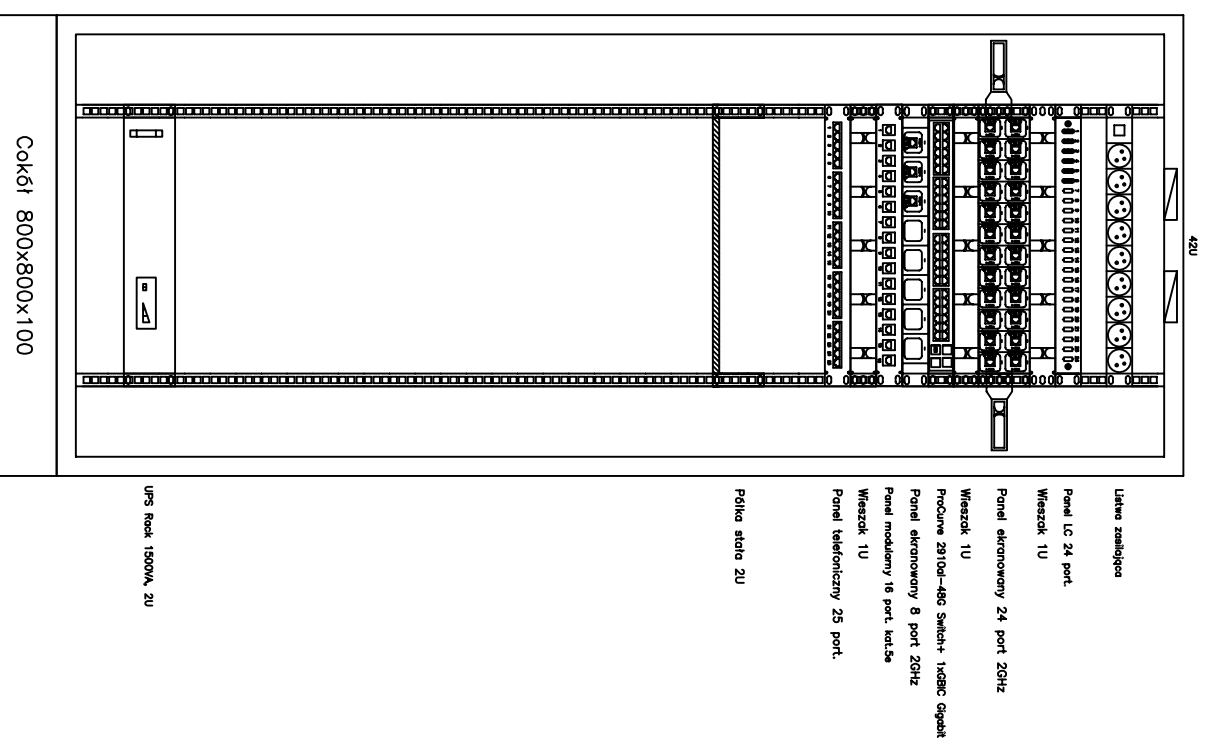 42U
Listwa zasilająca
Panel LC 24 port.
Wieszak 1U
Panel ekranowany 24 port 2GHz
Wieszak 1U
ProCurve 2910al-48G Switch+ 1xGBIC Gigabit
Panel ekranowany 8 port 2GHz
Panel modularny 16 port. kat.5e
Wieszak 1U
Panel telefoniczny 25 port.
Półka stała 2U
UPS Rack 1500VA, 2U
Cokół 800x800x100